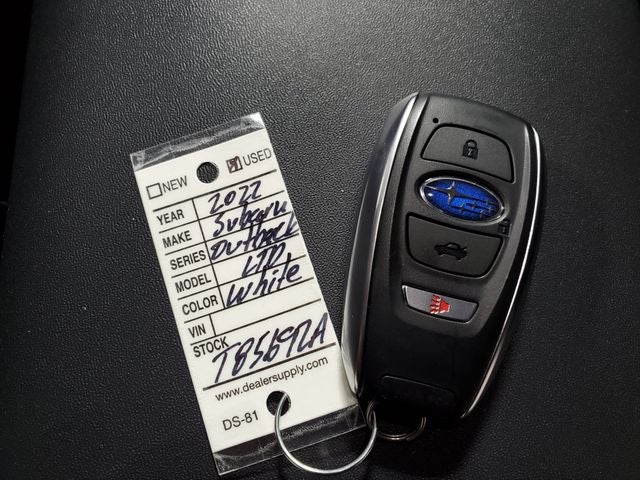 NEW USED
YEAR 2022
MAKE Subaru
SERIES Outback
MODEL LTD.
COLOR White
VIN
STOCK
T85692A
www.dealersupply.com
DS-81